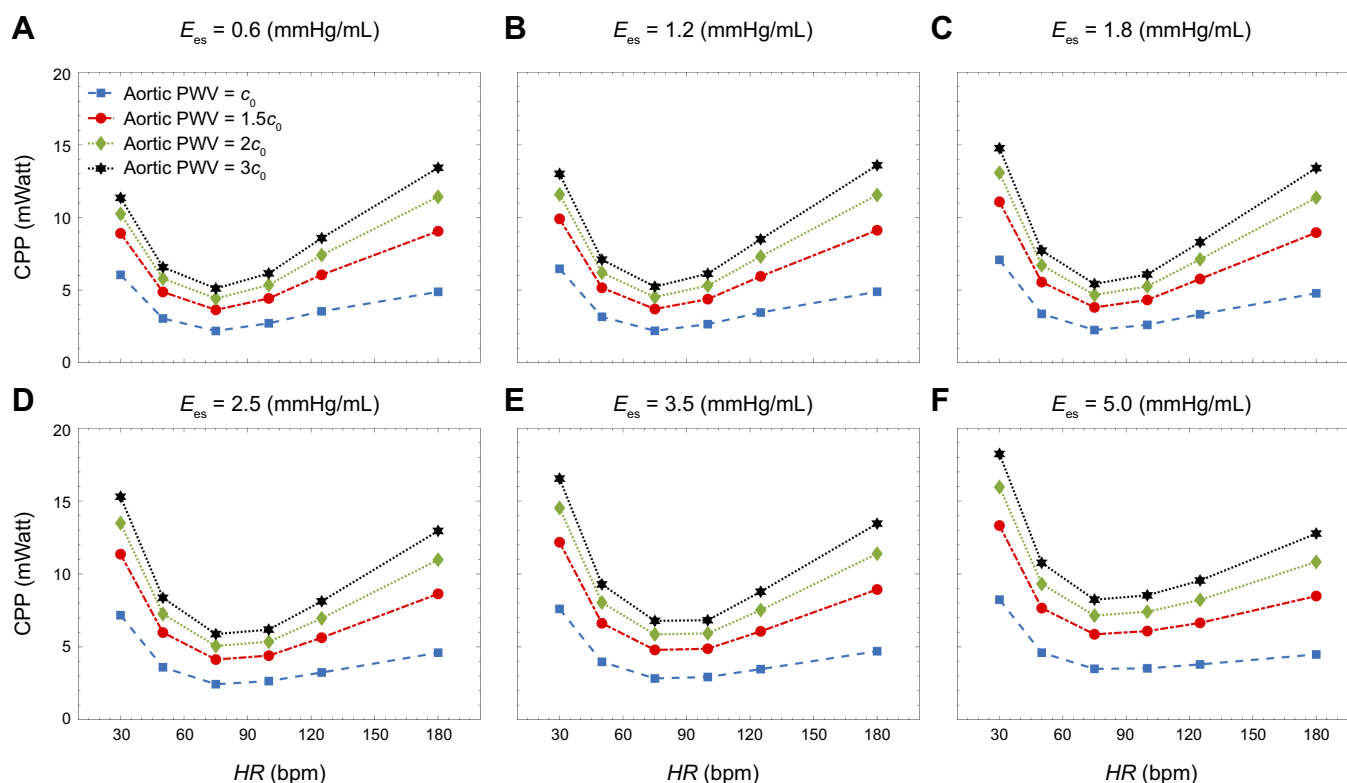 A
E_es = 0.6 (mmHg/mL)
B
E_es = 1.2 (mmHg/mL)
C
E_es = 1.8 (mmHg/mL)
20
15
10
5
0
CPP (mWatt)
Aortic PWV = c_0
Aortic PWV = 1.5c_0
Aortic PWV = 2c_0
Aortic PWV = 3c_0
D
E_es = 2.5 (mmHg/mL)
E
E_es = 3.5 (mmHg/mL)
F
E_es = 5.0 (mmHg/mL)
20
15
10
5
0
CPP (mWatt)
30 60 90 120 150 180
30 60 90 120 150 180
30 60 90 120 150 180
HR (bpm)
HR (bpm)
HR (bpm)